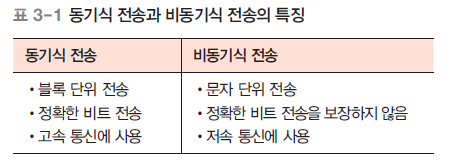 표 3-1 동기식 전송과 비동기식 전송의 특징
동기식 전송 비동기식 전송
• 블록 단위 전송 • 문자 단위 전송
• 정확한 비트 전송 • 정확한 비트 전송을 보장하지 않음
• 고속 통신에 사용 • 저속 통신에 사용